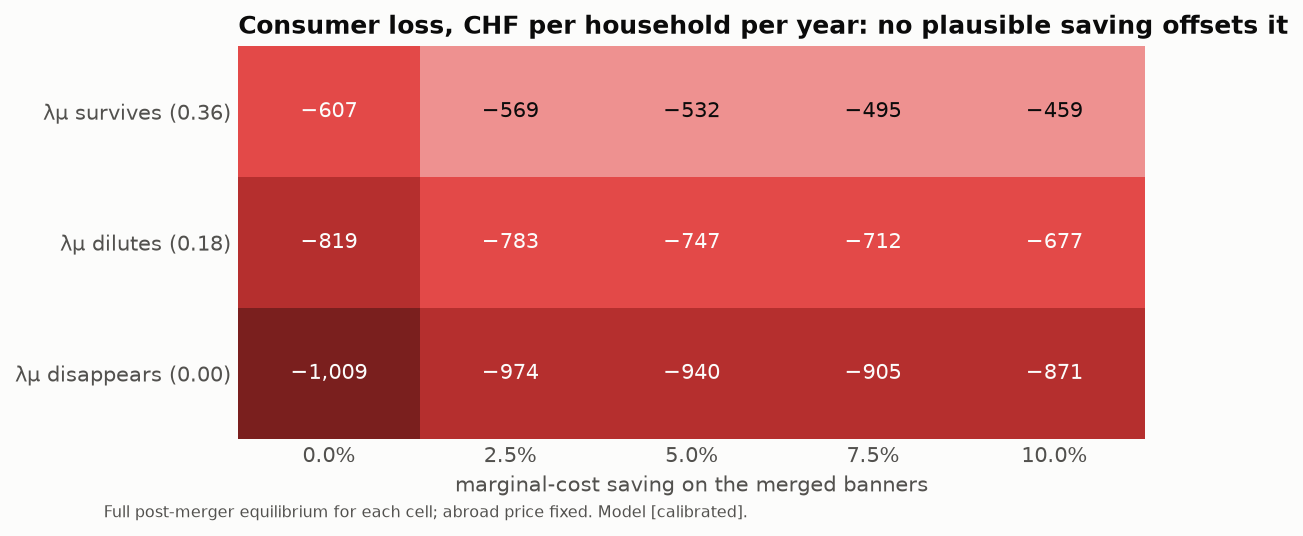 Consumer loss, CHF per household per year: no plausible saving offsets it
λμ survives (0.36) −607 −569 −532 −495 −459
λμ dilutes (0.18) −819 −783 −747 −712 −677
λμ disappears (0.00) −1,009 −974 −940 −905 −871
0.0% 2.5% 5.0% 7.5% 10.0%
marginal-cost saving on the merged banners
Full post-merger equilibrium for each cell; abroad price fixed. Model [calibrated].